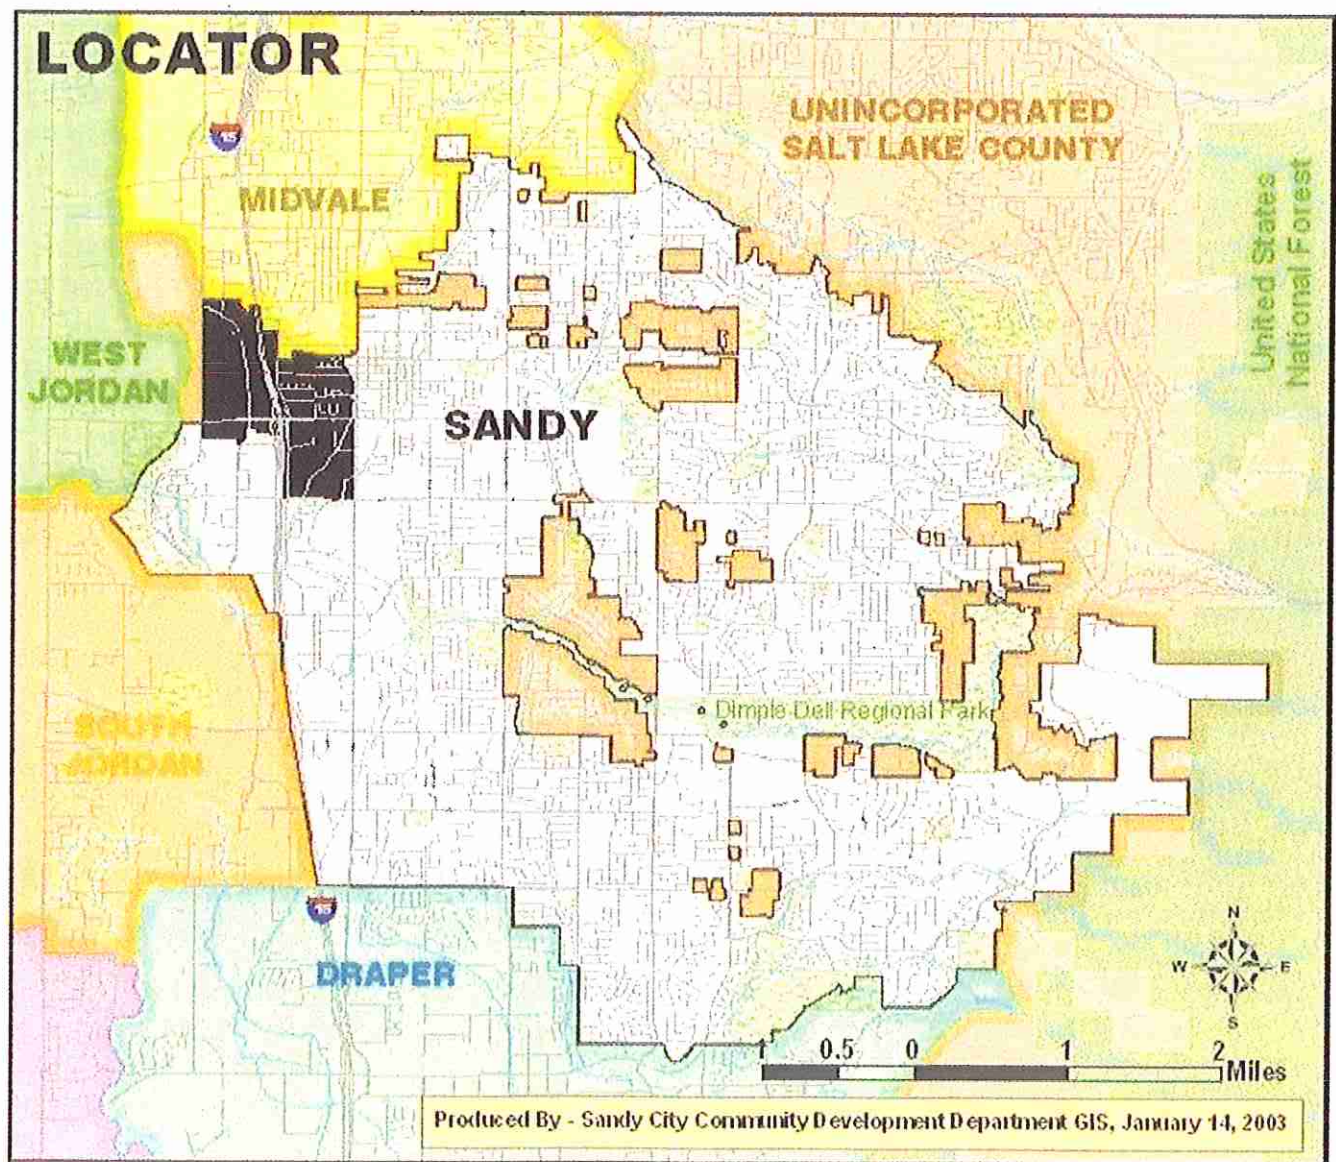 LOCATOR
UNINCORPORATED
SALT LAKE COUNTY
15
MIDVALE
United States
National Forest
WEST
JORDAN
SANDY
Dimple Dell Regional Park
SOUTH
JORDAN
15
DRAPER
N
W E
S
1 0.5 0 1 2
Miles
Produced By - Sandy City Community Development Department GIS, January 14, 2003